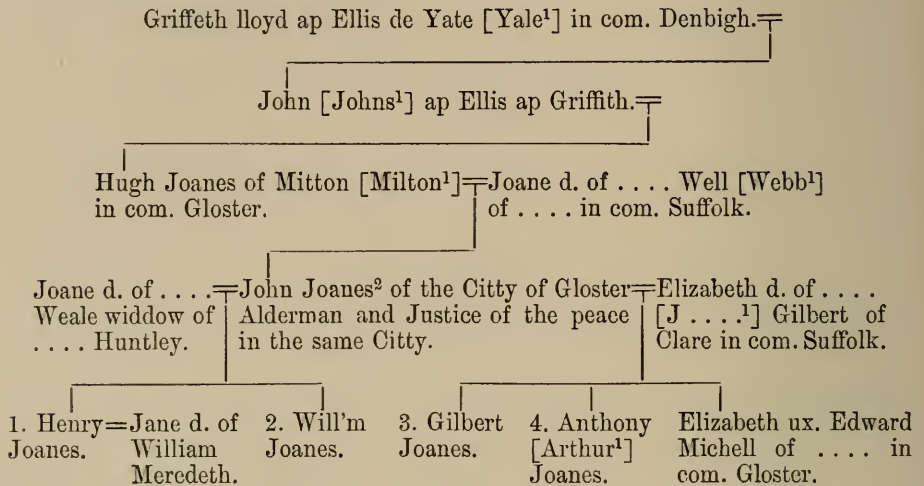 Griffeth lloyd ap Ellis de Yate [Yale¹] in com. Denbigh.
John [Johns¹] ap Ellis ap Griffith.
Hugh Joanes of Mitton [Milton¹]
in com. Gloster.
Joane d. of . . . . Well [Webb¹]
of . . . . in com. Suffolk.
Joane d. of . . . .
Weale widdow of
. . . . Huntley.
John Joanes² of the Citty of Gloster
Alderman and Justice of the peace
in the same Citty.
Elizabeth d. of . . . .
[J . . . .¹] Gilbert of
Clare in com. Suffolk.
1. Henry
Joanes.
Jane d. of
William
Meredeth.
2. Will'm
Joanes.
3. Gilbert
Joanes.
4. Anthony
[Arthur¹]
Joanes.
Elizabeth ux. Edward
Michell of . . . . in
com. Gloster.